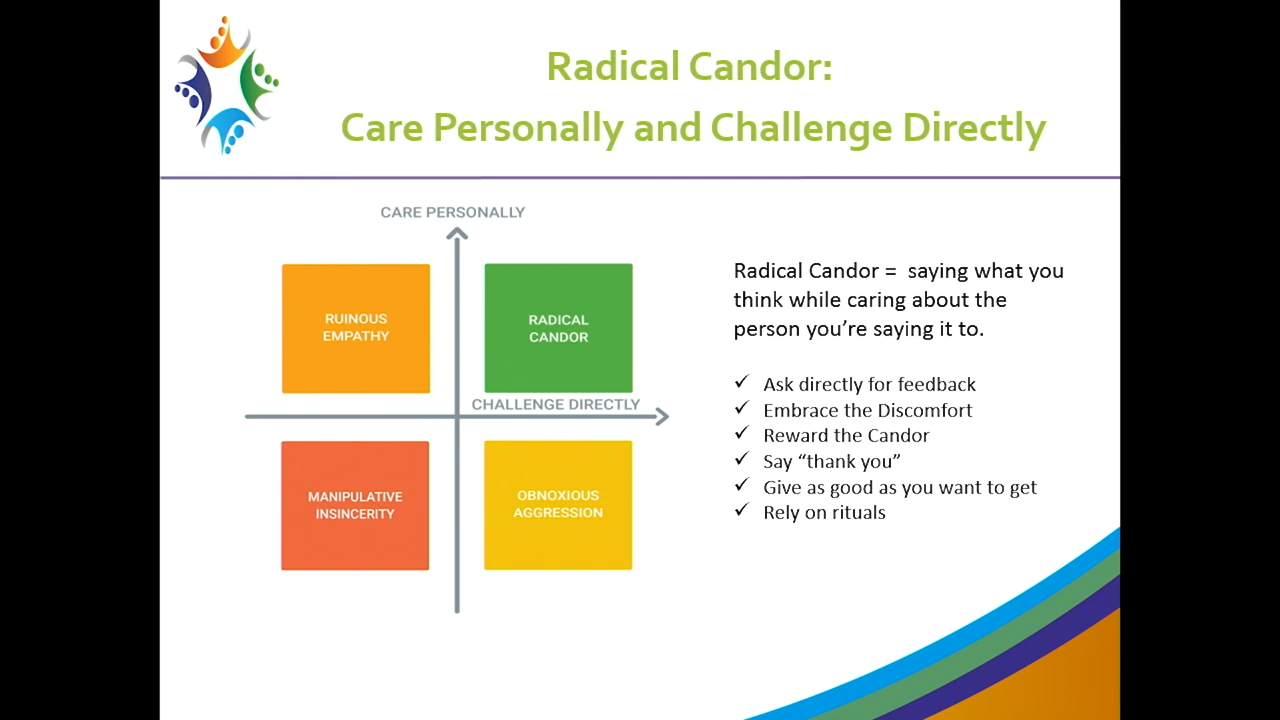 Radical Candor:
Care Personally and Challenge Directly
CARE PERSONALLY
RUINOUS
EMPATHY
RADICAL
CANDOR
CHALLENGE DIRECTLY
MANIPULATIVE
INSINCERITY
OBNOXIOUS
AGGRESSION
Radical Candor =  saying what you
think while caring about the
person you’re saying it to.
✓ Ask directly for feedback
✓ Embrace the Discomfort
✓ Reward the Candor
✓ Say “thank you”
✓ Give as good as you want to get
✓ Rely on rituals